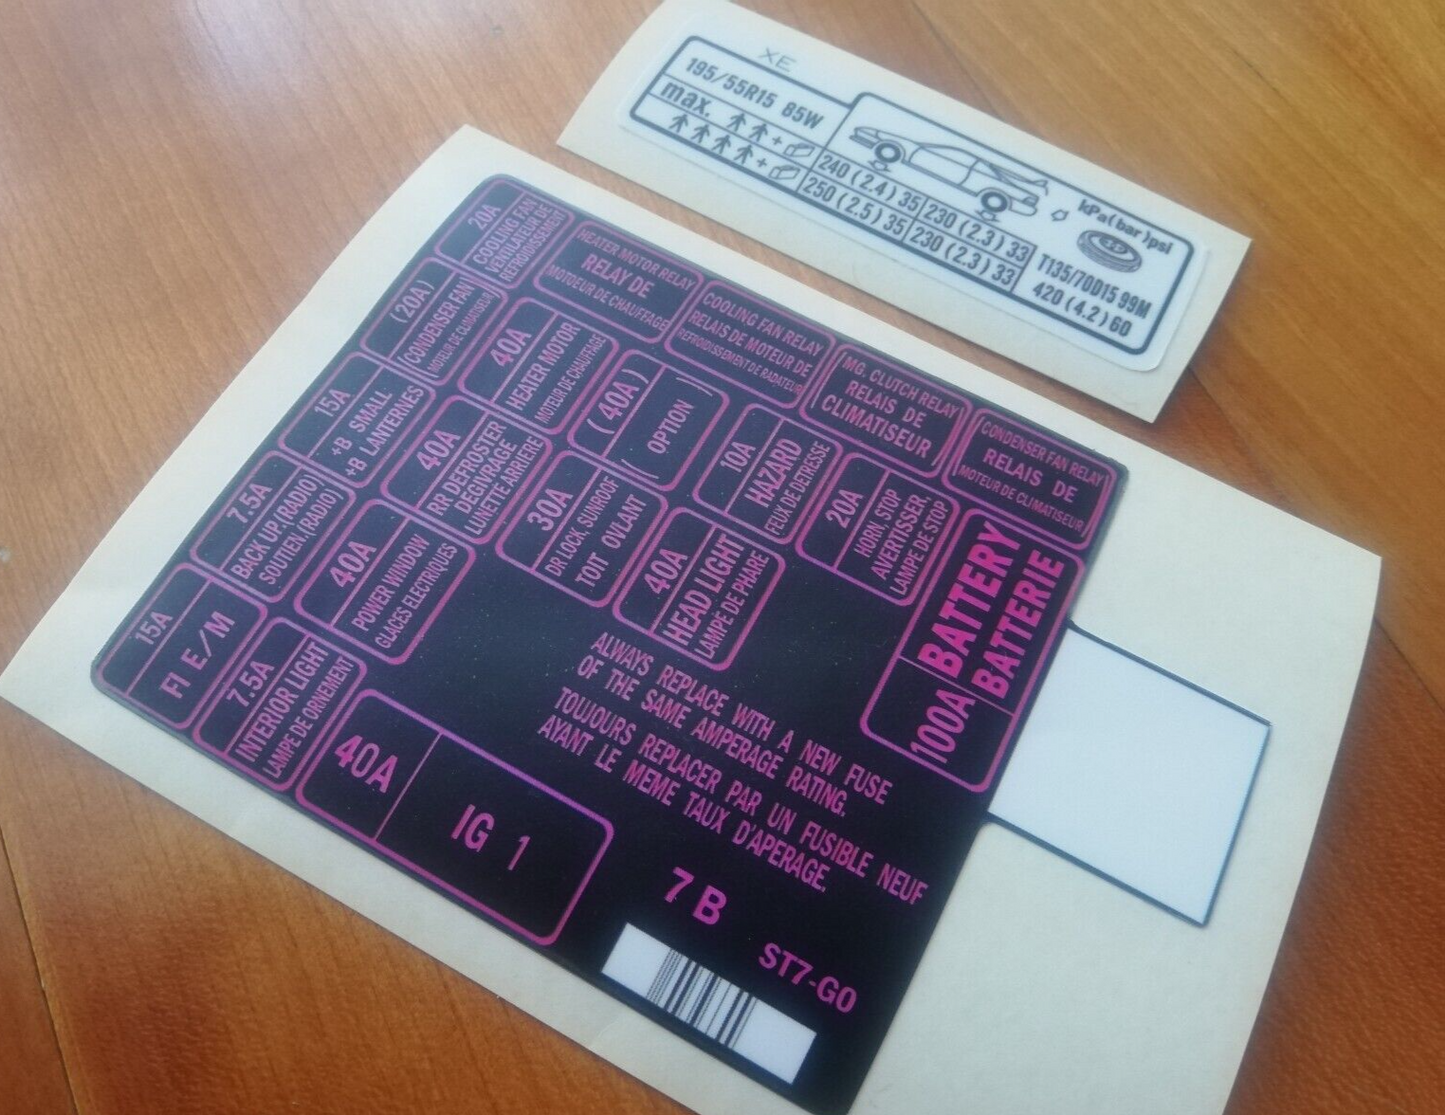 XE
195/55R15 85W
max.
240 (2.4) 35
230 (2.3) 33
250 (2.5) 35
230 (2.3) 33
kPa(bar)psi
T135/70D15 99M
420 (4.2) 60
20A
COOLING FAN
VENTILATEUR DE
REFROIDISSEMENT
HEATER MOTOR RELAY
RELAY DE
MOTOEUR DE CHAUFFAGE
COOLING FAN RELAY
RELAIS DE MOTEUR DE
REFROIDISSEMENT DE RADIATEUR
MG. CLUTCH RELAY
RELAIS DE
CLIMATISEUR
CONDENSER FAN RELAY
RELAIS DE
MOTEUR DE CLIMATISEUR
(20A)
CONDENSER FAN
MOTEUR DE CLIMATISEUR
40A
HEATER MOTOR
MOTEUR DE CHAUFFAGE
(40A)
( OPTION )
10A
HAZARD
FEUX DE DETRESSE
20A
HORN. STOP
AVERTISSER,
LAMPE DE STOP
15A
+B SMALL
+B LANTERNES
40A
RR DEFROSTER
DEGIVRAGE
LUNETTE ARRIERE
30A
DR LOCK. SUNROOF
TOIT OVLANT
40A
HEAD LIGHT
LAMPE DE PHARE
100A
BATTERY
BATTERIE
7.5A
BACK UP.(RADIO)
SOUTIEN.(RADIO)
40A
POWER WINDOW
GLACES ELECTRIQUES
15A
FI E/M
7.5A
INTERIOR LIGHT
LAMPE DE ORNEMENT
40A
IG 1
ALWAYS REPLACE WITH A NEW FUSE
OF THE SAME AMPERAGE RATING.
TOUJOURS REPLACER PAR UN FUSIBLE NEUF
AYANT LE MEME TAUX D'APERAGE.
7B
ST7-G0